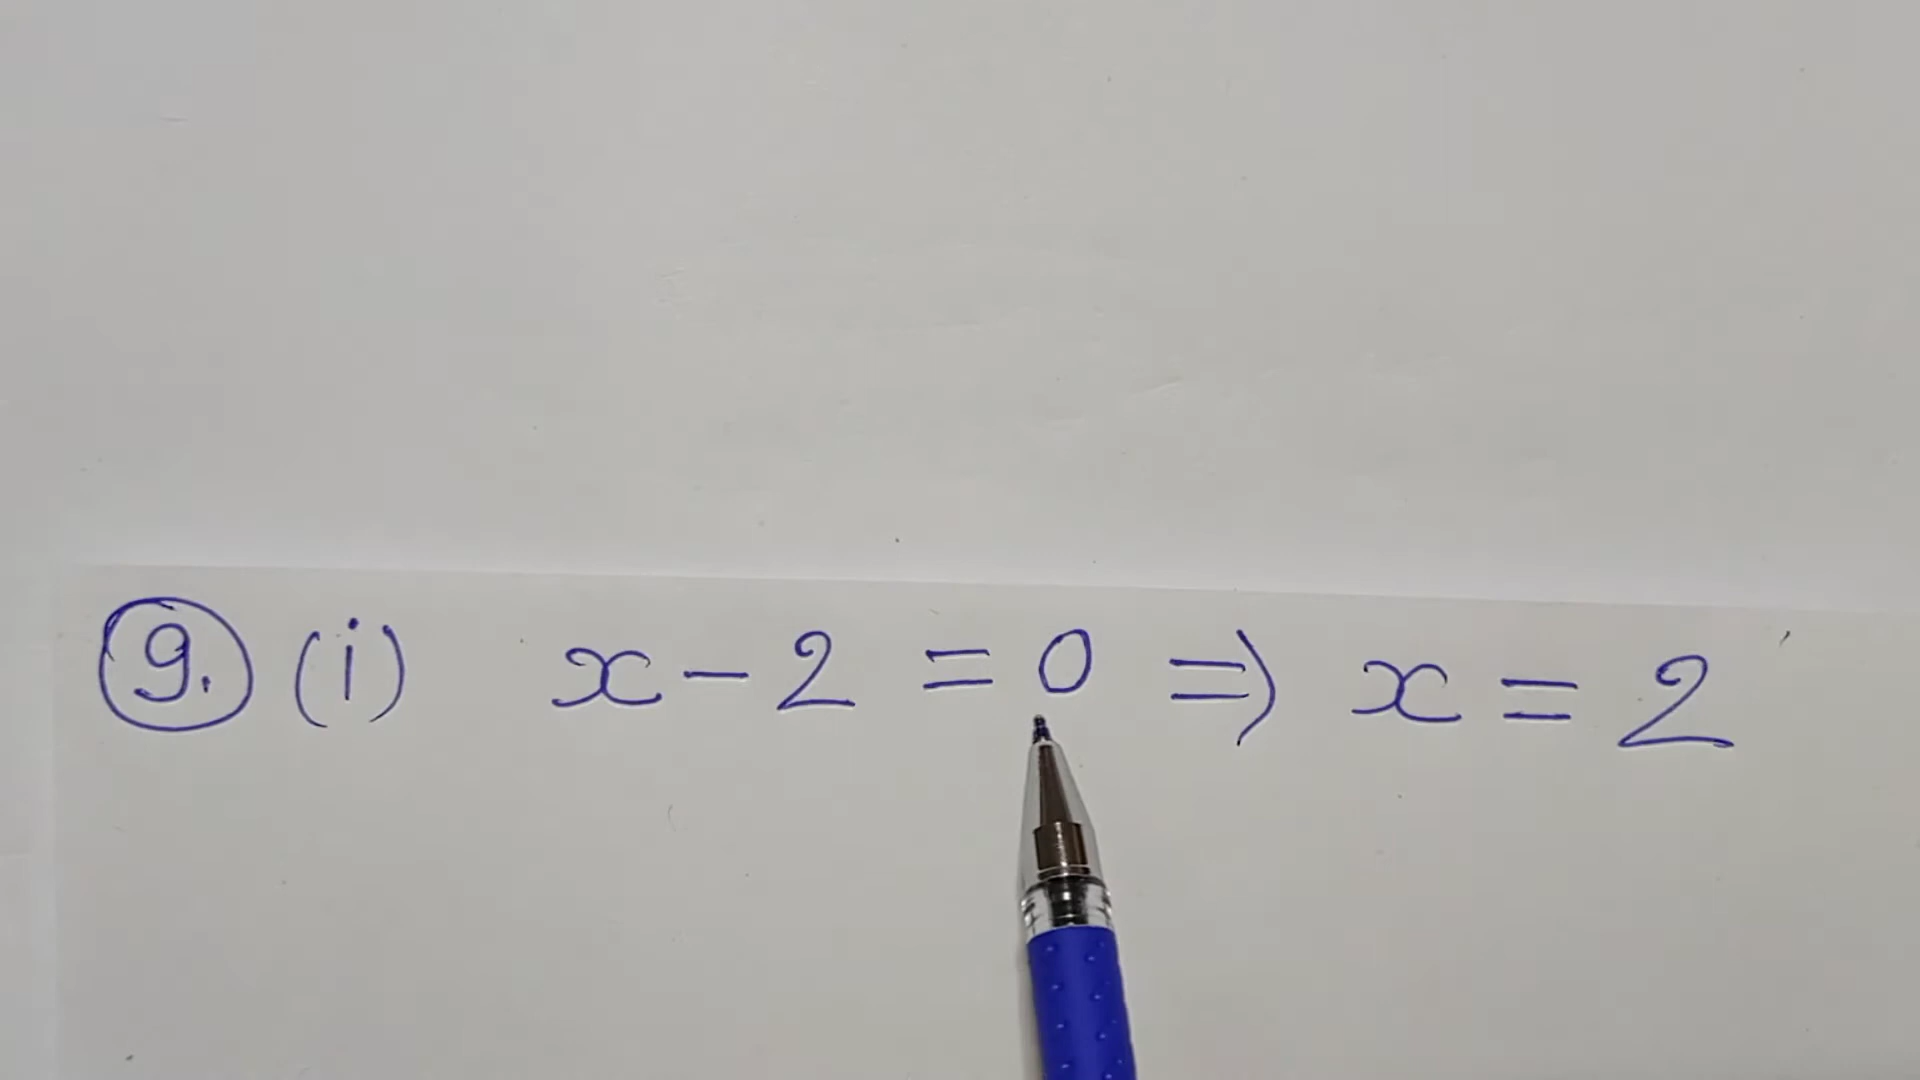 9. (i) x - 2 = 0 ⇒ x = 2